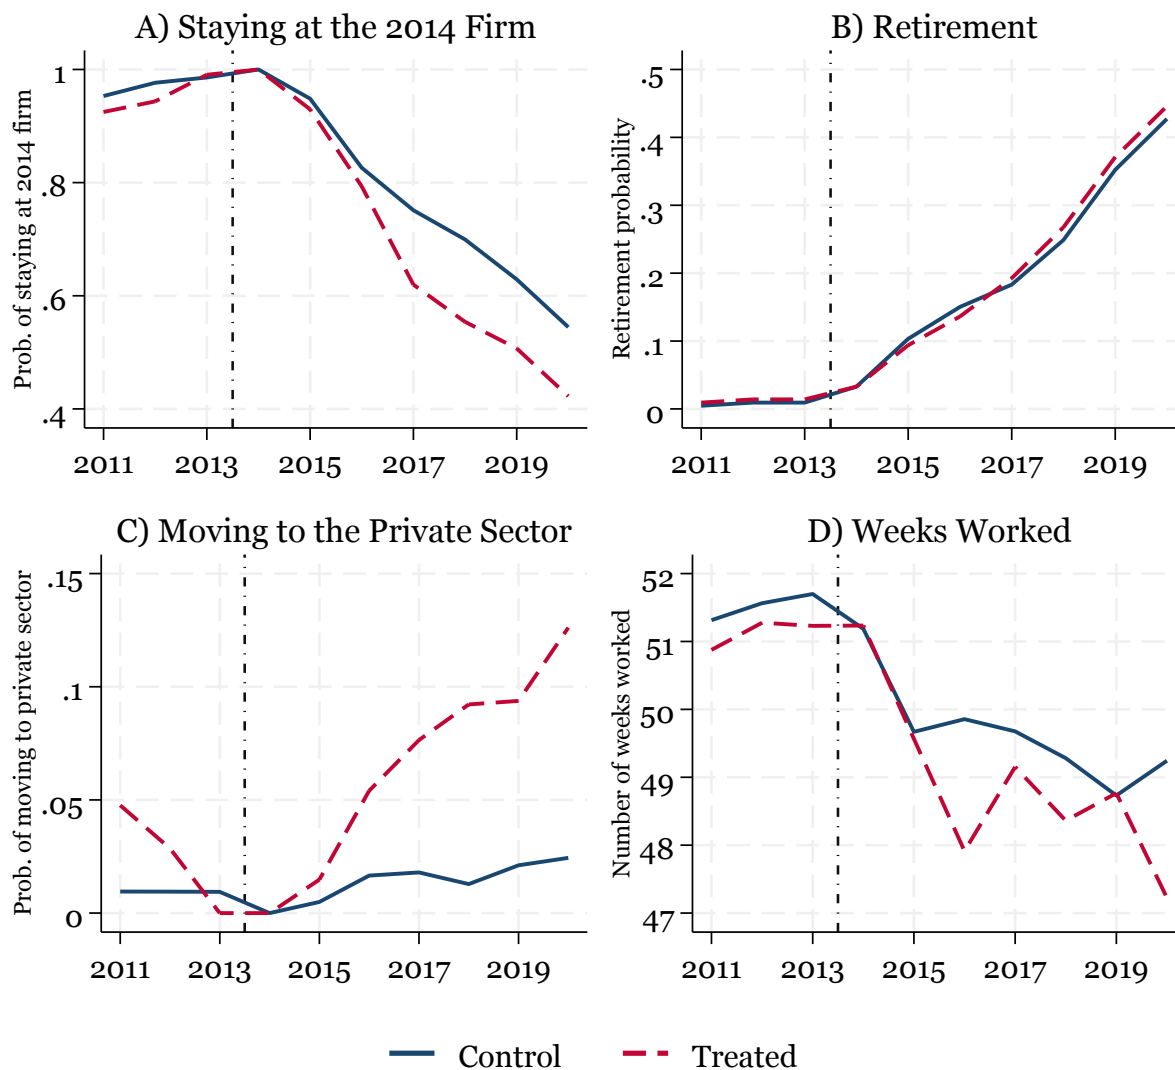 A) Staying at the 2014 Firm
Prob. of staying at 2014 firm
1
.8
.6
.4
2011 2013 2015 2017 2019
B) Retirement
Retirement probability
.5
.4
.3
.2
.1
0
2011 2013 2015 2017 2019
C) Moving to the Private Sector
Prob. of moving to private sector
.15
.1
.05
0
2011 2013 2015 2017 2019
D) Weeks Worked
Number of weeks worked
52
51
50
49
48
47
2011 2013 2015 2017 2019
Control Treated